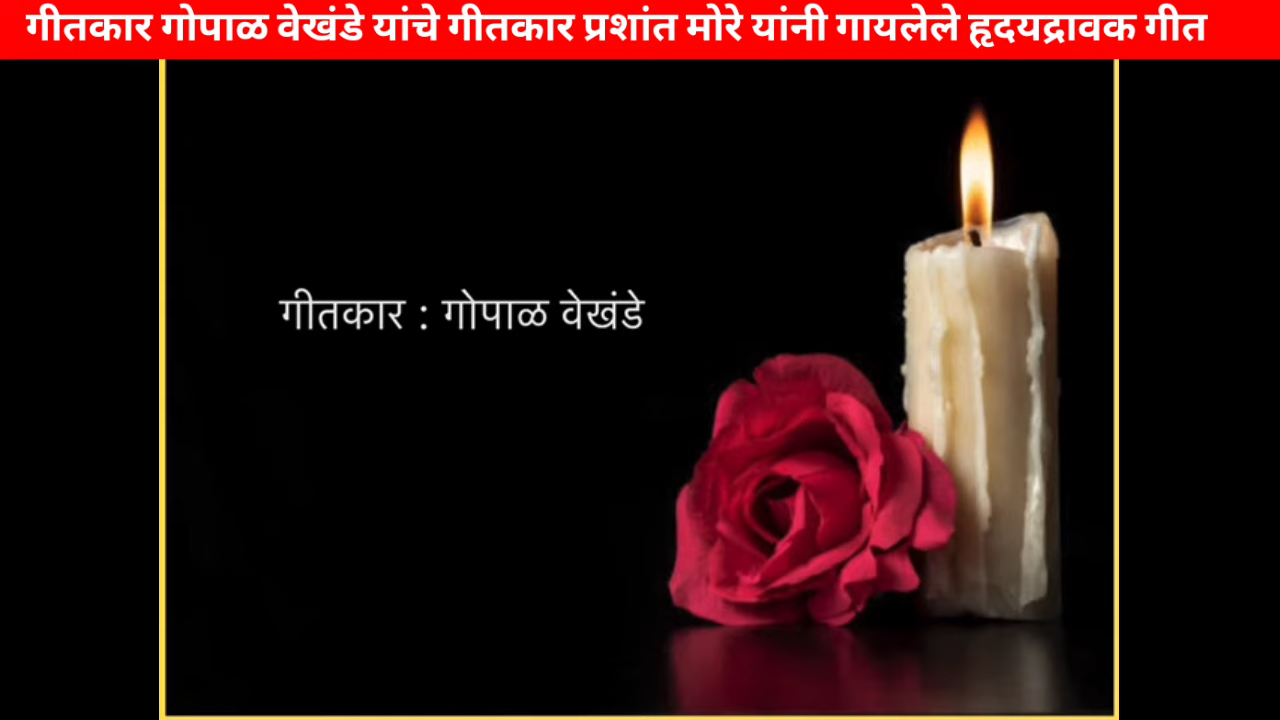 गीतकार गोपाळ वेखंडे यांचे गीतकार प्रशांत मोरे यांनी गायलेले हृदयद्रावक गीत
गीतकार : गोपाळ वेखंडे